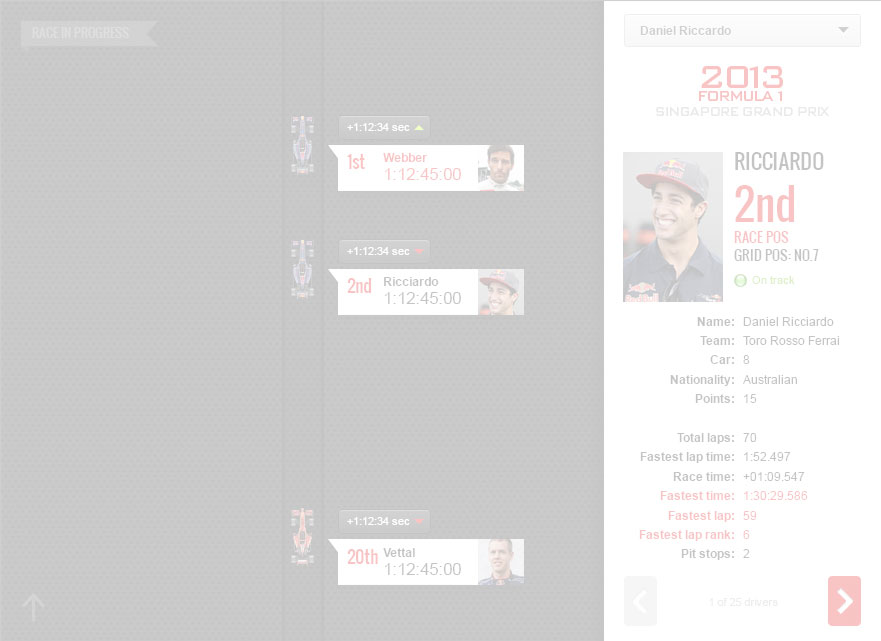 RACE IN PROGRESS
+1:12:34 sec
1st Webber
1:12:45:00
+1:12:34 sec
2nd Ricciardo
1:12:45:00
+1:12:34 sec
20th Vettal
1:12:45:00
Daniel Riccardo
2013
FORMULA 1
SINGAPORE GRAND PRIX
RICCIARDO
2nd
RACE POS
GRID POS: NO.7
On track
Name: Daniel Ricciardo
Team: Toro Rosso Ferrai
Car: 8
Nationality: Australian
Points: 15
Total laps: 70
Fastest lap time: 1:52.497
Race time: +01:09.547
Fastest time: 1:30:29.586
Fastest lap: 59
Fastest lap rank: 6
Pit stops: 2
1 of 25 drivers